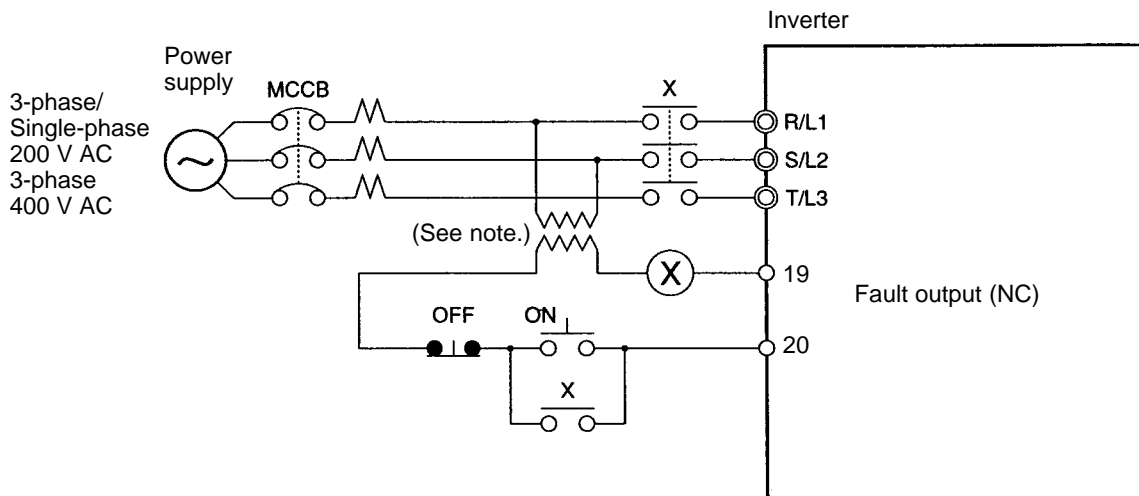 Inverter
Power
supply
MCCB
X
3-phase/
Single-phase
200 V AC
3-phase
400 V AC
R/L1
S/L2
T/L3
(See note.)
X
19
Fault output (NC)
OFF
ON
20
X